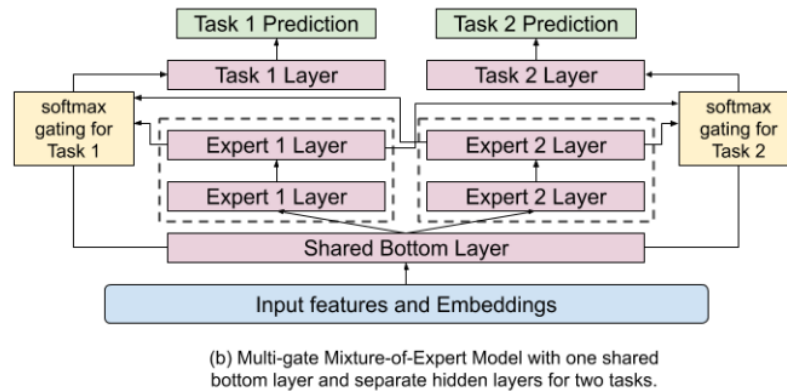 Task 1 Prediction
Task 2 Prediction
Task 1 Layer
Task 2 Layer
softmax
gating for
Task 1
softmax
gating for
Task 2
Expert 1 Layer
Expert 2 Layer
Expert 1 Layer
Expert 2 Layer
Shared Bottom Layer
Input features and Embeddings
(b) Multi-gate Mixture-of-Expert Model with one shared
bottom layer and separate hidden layers for two tasks.